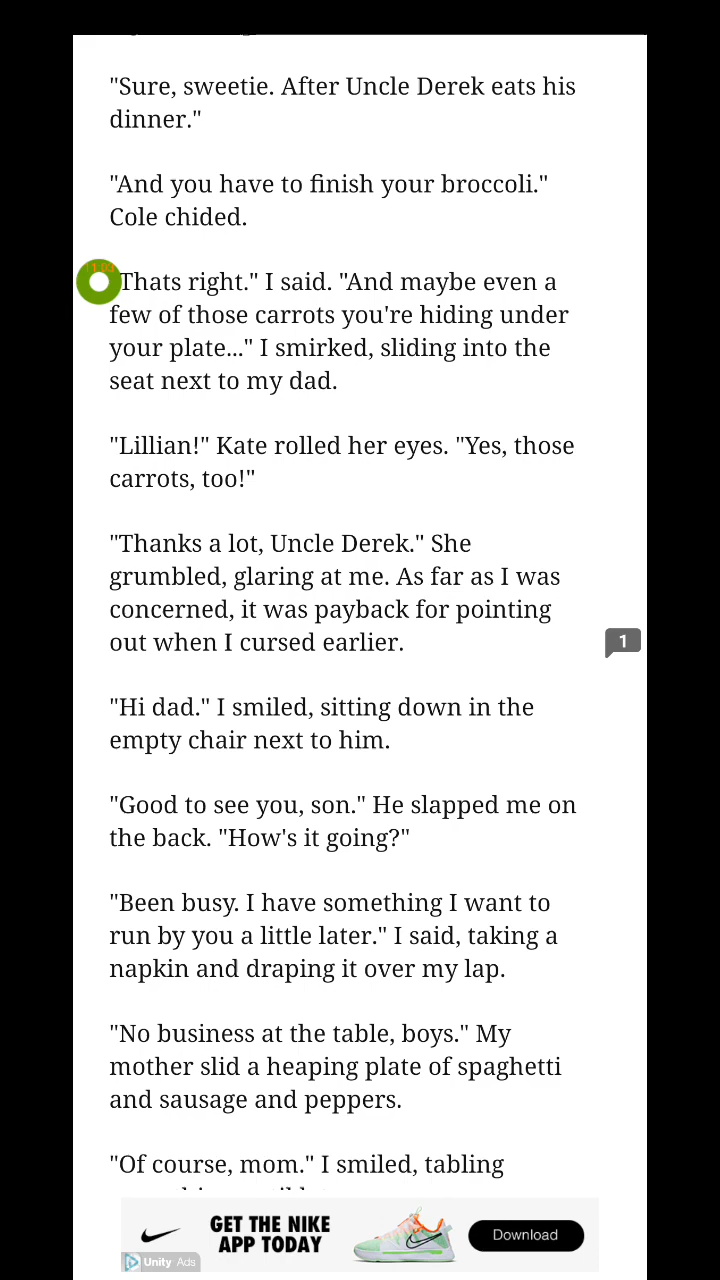 "Sure, sweetie. After Uncle Derek eats his
dinner."
"And you have to finish your broccoli."
Cole chided.
Thats right." I said. "And maybe even a
few of those carrots you're hiding under
your plate..." I smirked, sliding into the
seat next to my dad.
"Lillian!" Kate rolled her eyes. "Yes, those
carrots, too!"
"Thanks a lot, Uncle Derek." She
grumbled, glaring at me. As far as I was
concerned, it was payback for pointing
out when I cursed earlier.
1
"Hi dad." I smiled, sitting down in the
empty chair next to him.
"Good to see you, son." He slapped me on
the back. "How's it going?"
"Been busy. I have something I want to
run by you a little later." I said, taking a
napkin and draping it over my lap.
"No business at the table, boys." My
mother slid a heaping plate of spaghetti
and sausage and peppers.
"Of course, mom." I smiled, tabling
GET THE NIKE
APP TODAY
Download
Unity Ads